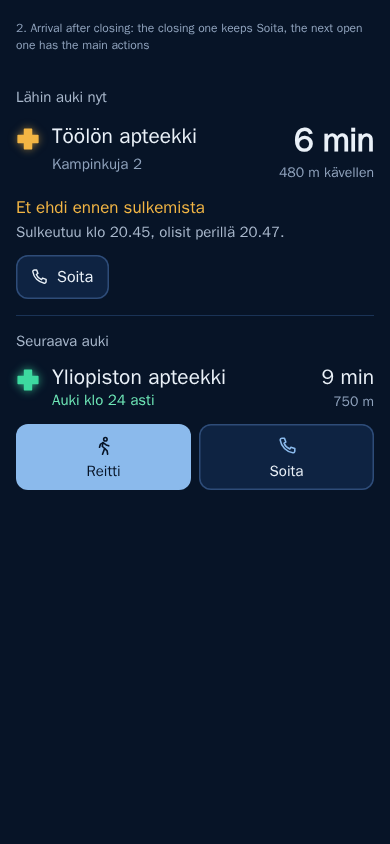 2. Arrival after closing: the closing one keeps Soita, the next open
one has the main actions
Lähin auki nyt
Töölön apteekki
6 min
Kampinkuja 2
480 m kävellen
Et ehdi ennen sulkemista
Sulkeutuu klo 20.45, olisit perillä 20.47.
Soita
Seuraava auki
Yliopiston apteekki
9 min
Auki klo 24 asti
750 m
Reitti
Soita